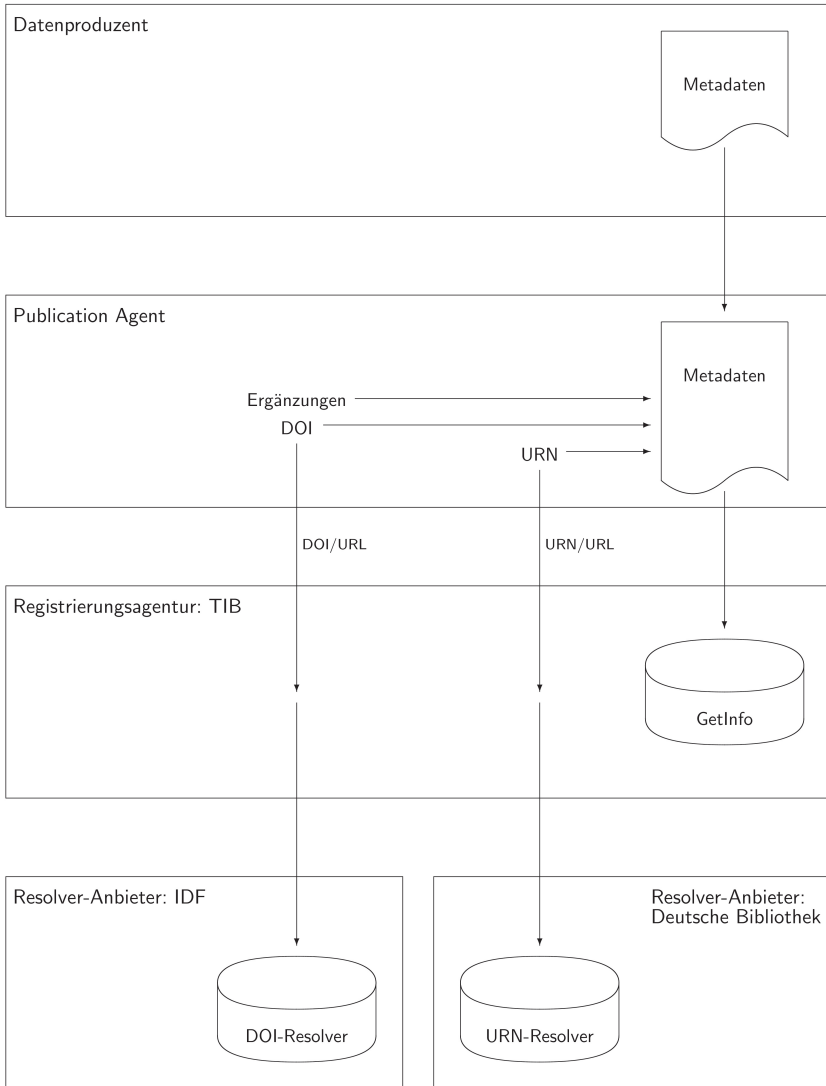 Datenproduzent
Metadaten
Publication Agent
Metadaten
Ergänzungen
DOI
URN
DOI/URL
URN/URL
Registrierungsagentur: TIB
GetInfo
Resolver-Anbieter: IDF
Resolver-Anbieter:
Deutsche Bibliothek
DOI-Resolver
URN-Resolver